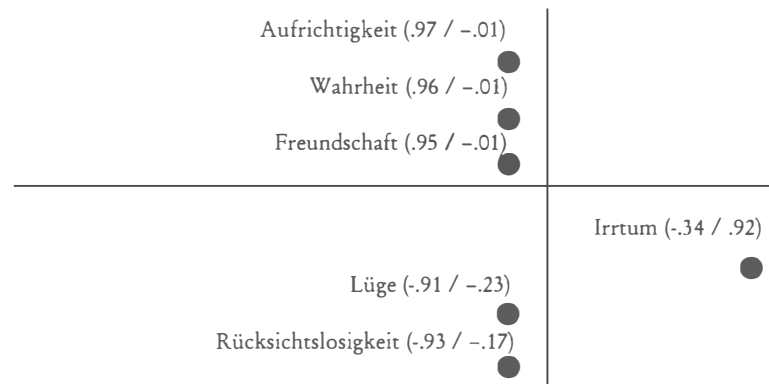 Aufrichtigkeit (.97 / –.01)
Wahrheit (.96 / –.01)
Freundschaft (.95 / –.01)
Irrtum (-.34 / .92)
Lüge (-.91 / –.23)
Rücksichtslosigkeit (-.93 / –.17)